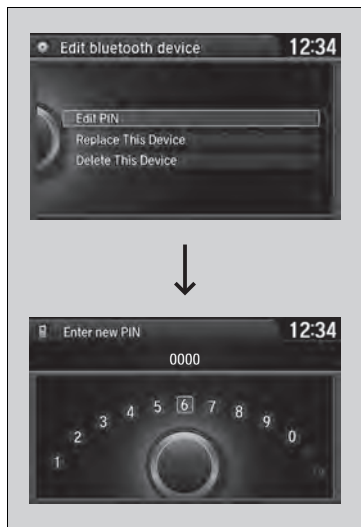 Edit bluetooth device 12:34
Edit PIN
Replace This Device
Delete This Device
Enter new PIN 12:34
0000
1 2 3 4 5 6 7 8 9 0